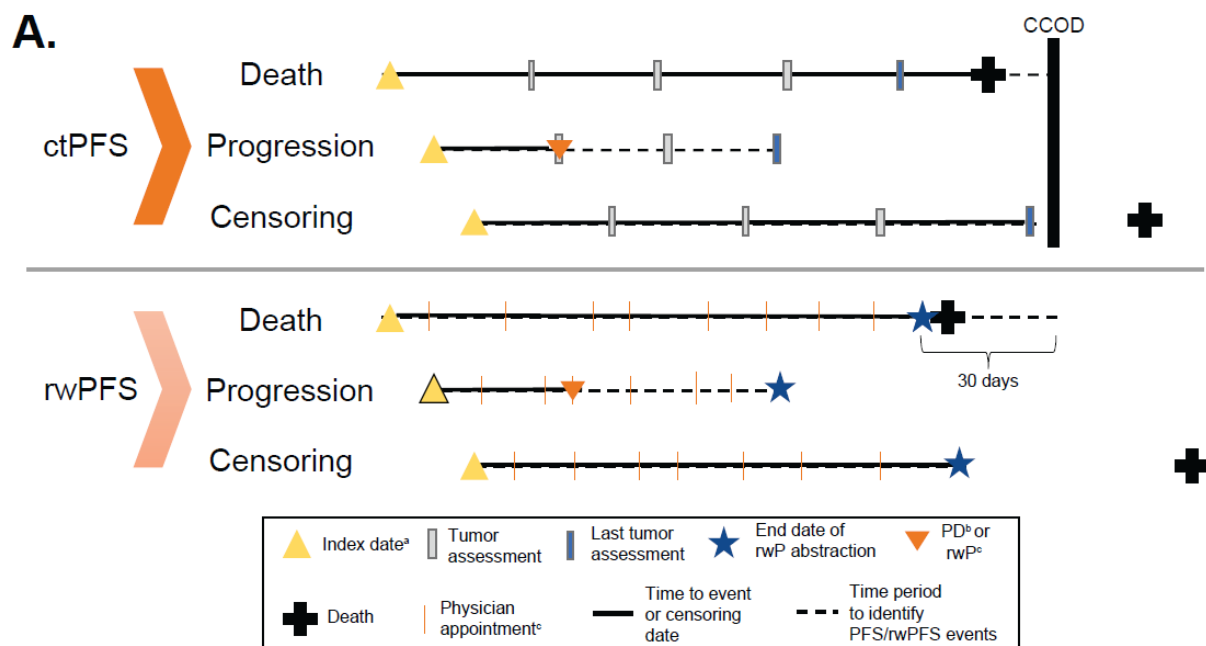 A.
CCOD
Death
ctPFS
Progression
Censoring
Death
30 days
rwPFS
Progression
Censoring
Index dateᵃ
Tumor
assessment
Last tumor
assessment
End date of
rwP abstraction
PDᵇ or
rwPᶜ
Death
Physician
appointmentᶜ
Time to event
or censoring
date
Time period
to identify
PFS/rwPFS events